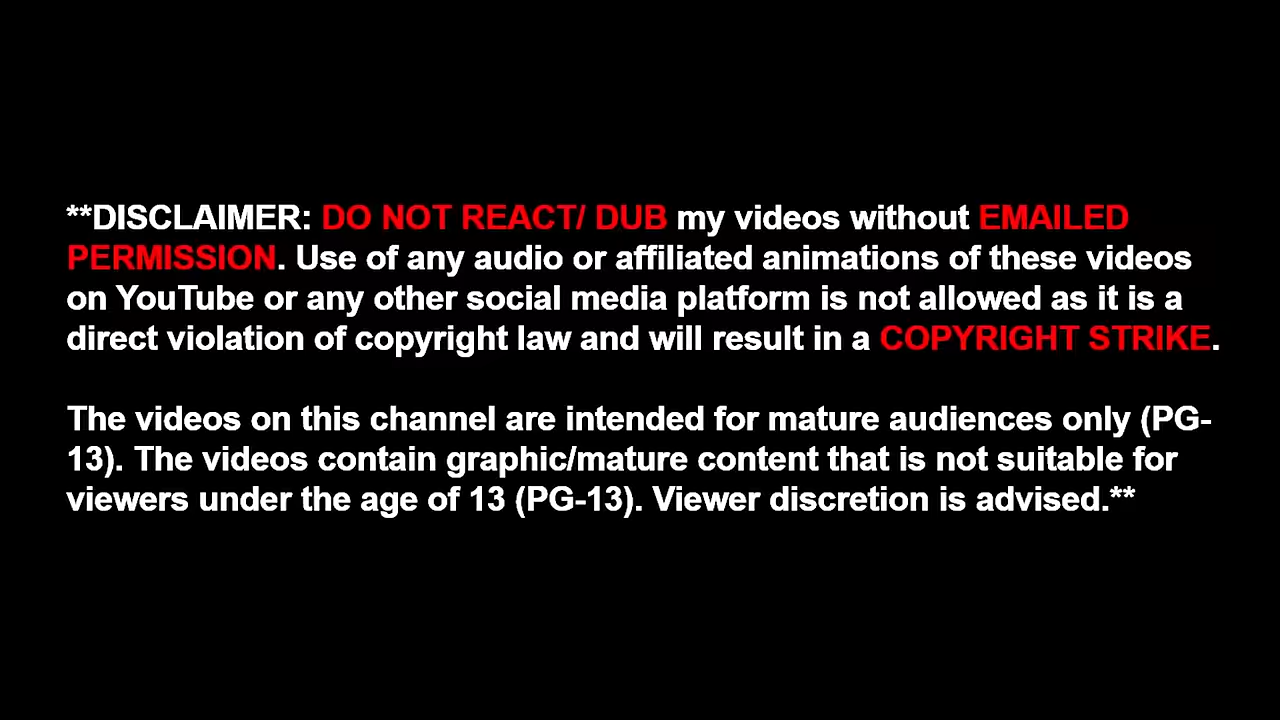 **DISCLAIMER: DO NOT REACT/ DUB my videos without EMAILED
PERMISSION. Use of any audio or affiliated animations of these videos
on YouTube or any other social media platform is not allowed as it is a
direct violation of copyright law and will result in a COPYRIGHT STRIKE.
The videos on this channel are intended for mature audiences only (PG-
13). The videos contain graphic/mature content that is not suitable for
viewers under the age of 13 (PG-13). Viewer discretion is advised.**